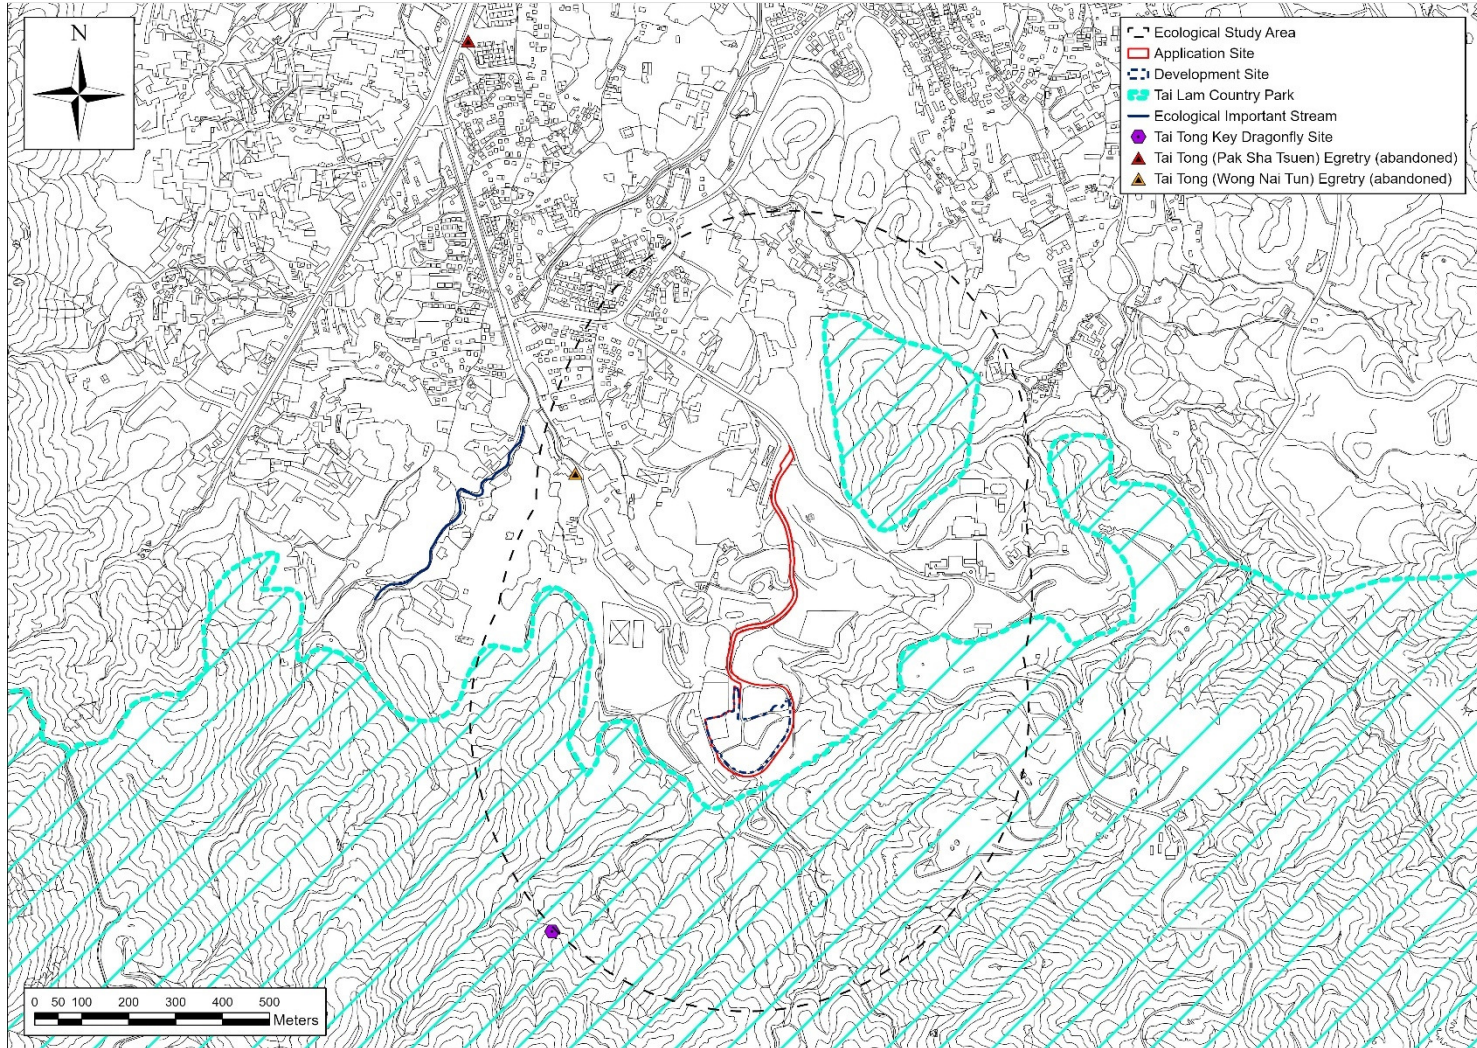 N
Ecological Study Area
Application Site
Development Site
Tai Lam Country Park
Ecological Important Stream
Tai Tong Key Dragonfly Site
Tai Tong (Pak Sha Tsuen) Egretry (abandoned)
Tai Tong (Wong Nai Tun) Egretry (abandoned)
0 50 100 200 300 400 500
Meters